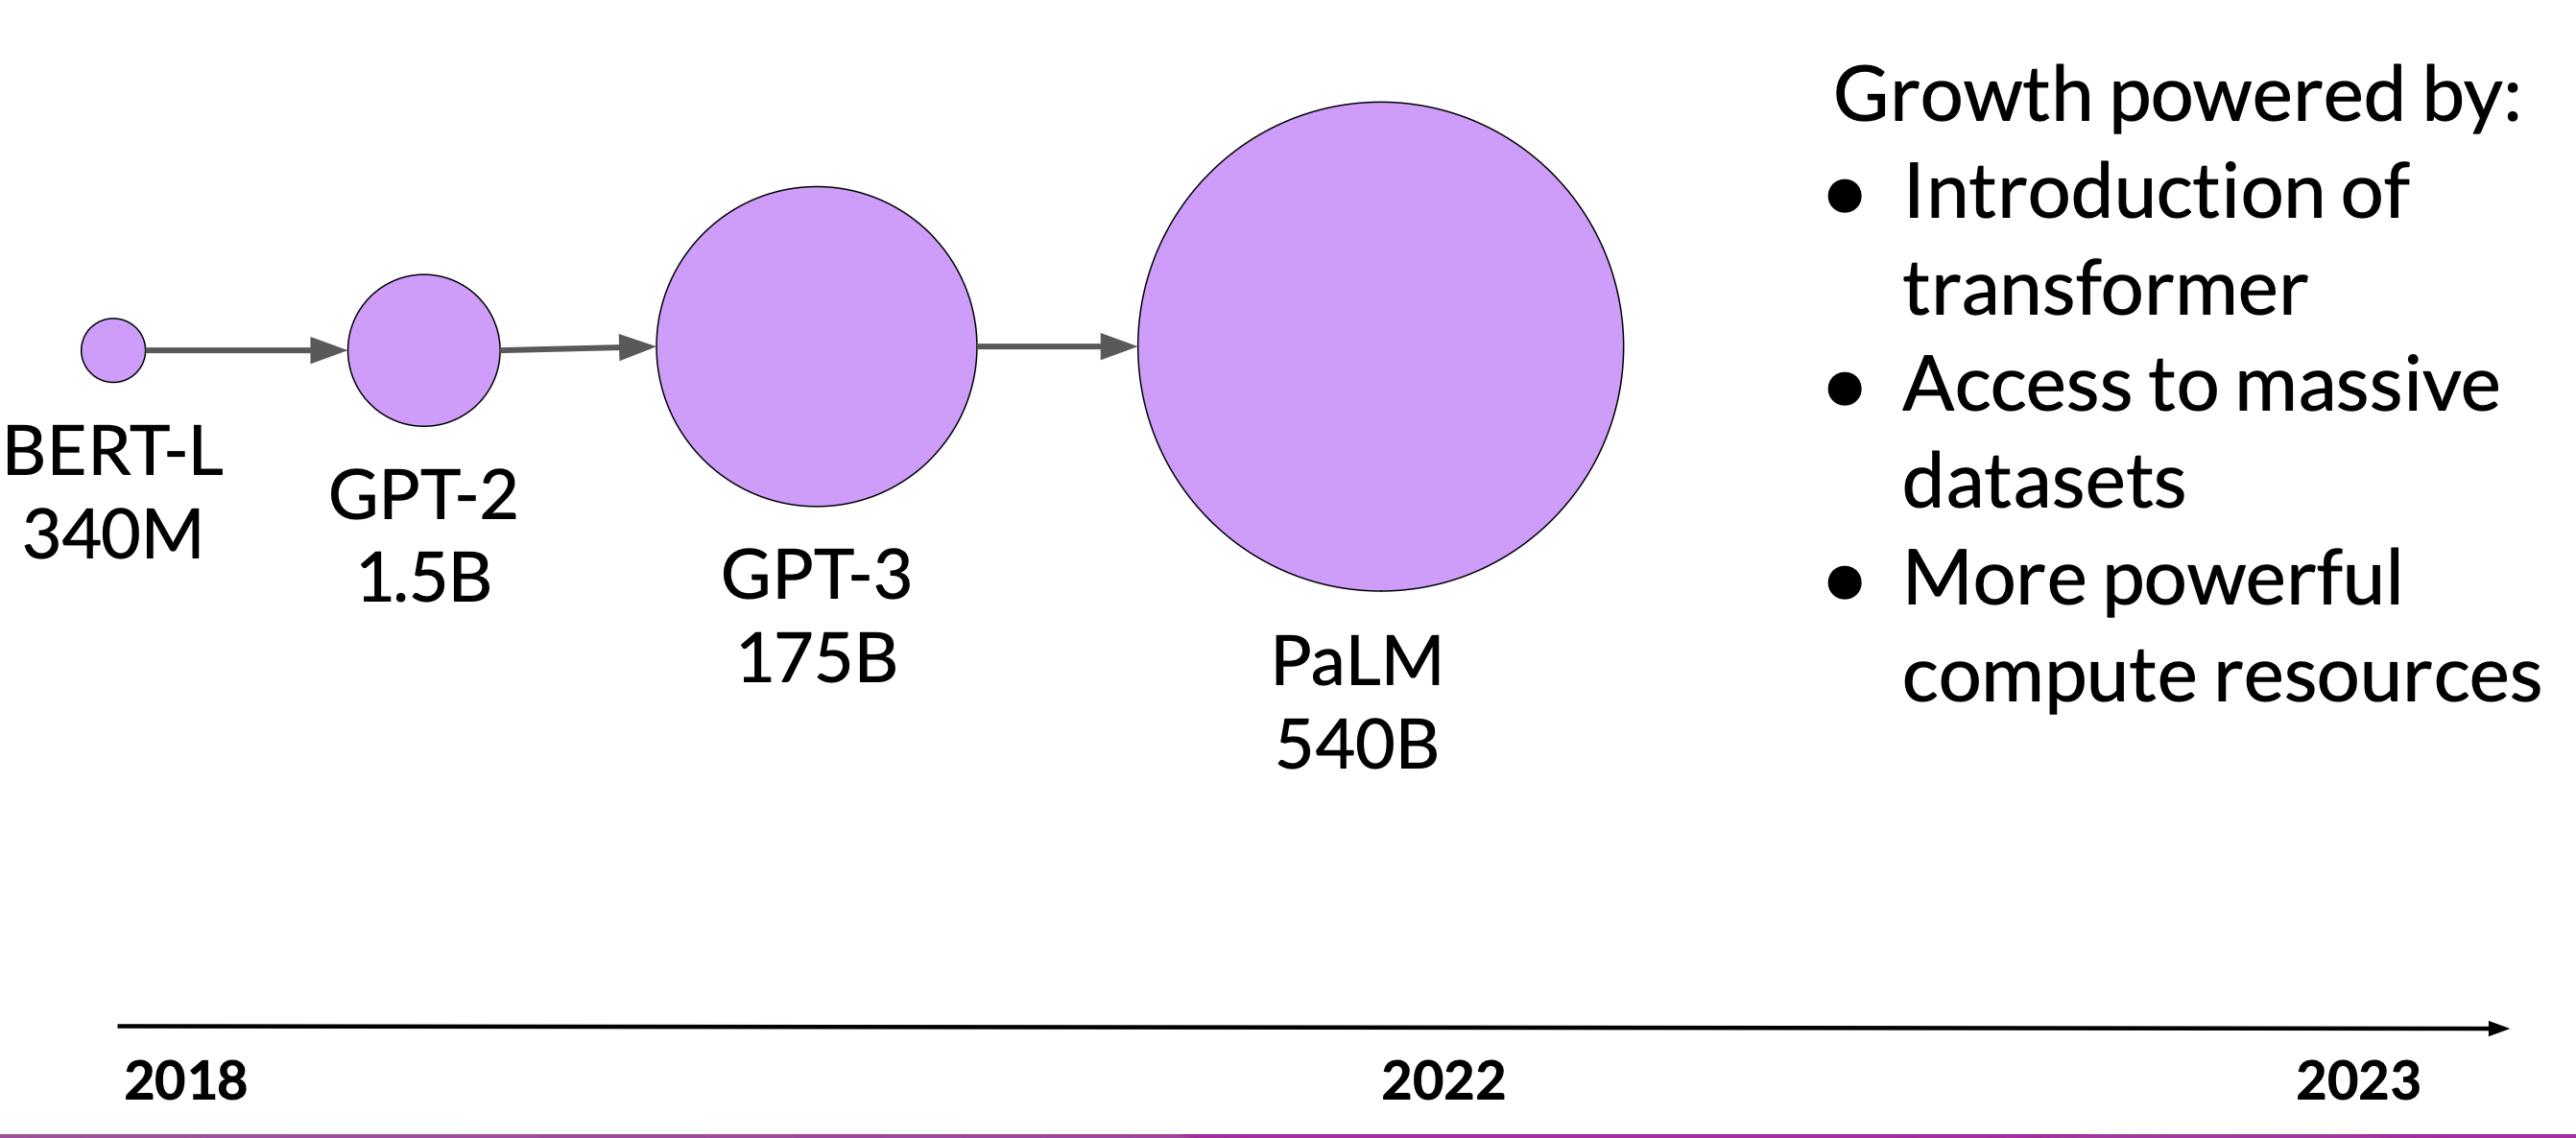 BERT-L
340M
GPT-2
1.5B
GPT-3
175B
PaLM
540B
Growth powered by:
● Introduction of
transformer
● Access to massive
datasets
● More powerful
compute resources
2018
2022
2023